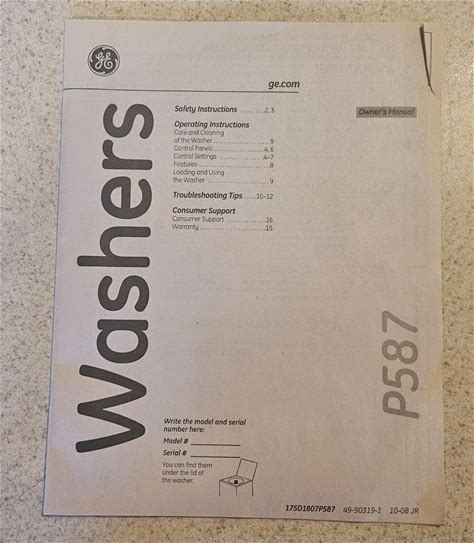 GE
ge.com
Owner's Manual
Washers
Safety Instructions ..........2, 3
Operating Instructions
Care and Cleaning
of the Washer ....................9
Control Panels..............4, 6
Control Settings ..........4-7
Features ............................8
Loading and Using
the Washer ......................9
Troubleshooting Tips .....10-12
Consumer Support
Consumer Support ............16
Warranty..........................15
P587
Write the model and serial
number here:
Model #
Serial #
You can find them
under the lid of
the washer.
175D1807P587 49-90319-1 10-08 JR